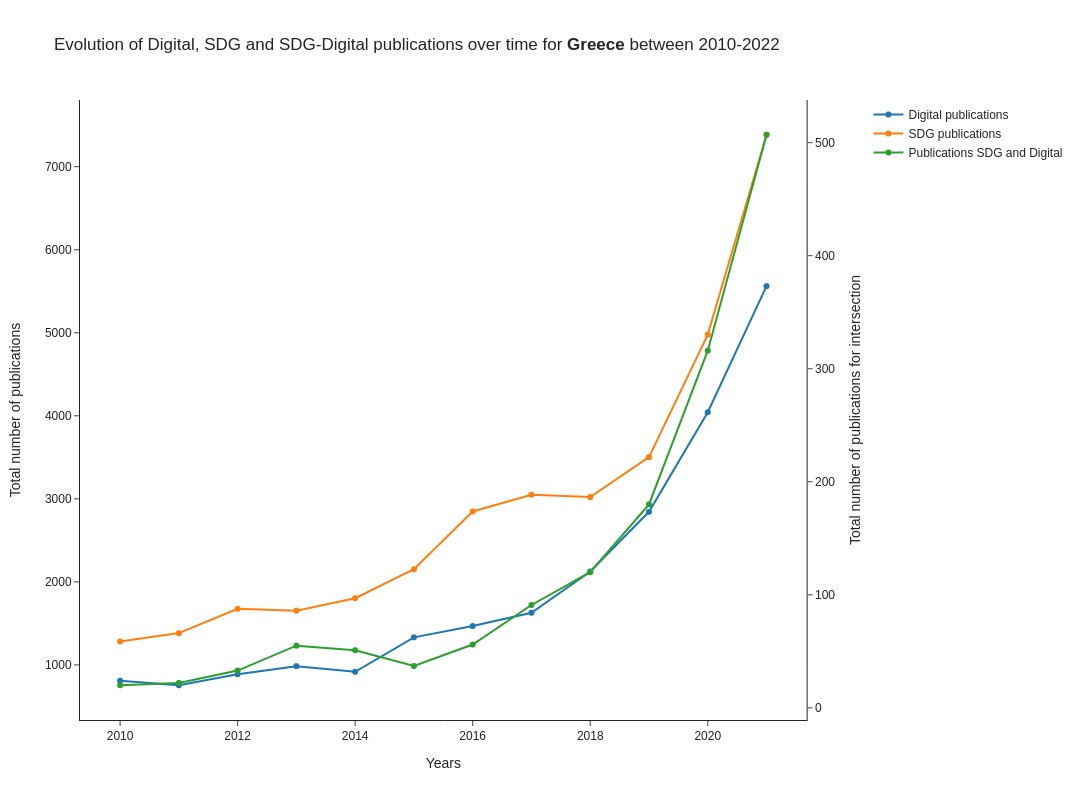 Evolution of Digital, SDG and SDG-Digital publications over time for Greece between 2010-2022
Digital publications
SDG publications
Publications SDG and Digital
Total number of publications
7000
6000
5000
4000
3000
2000
1000
500
400
300
200
100
0
Total number of publications for intersection
2010
2012
2014
2016
2018
2020
Years